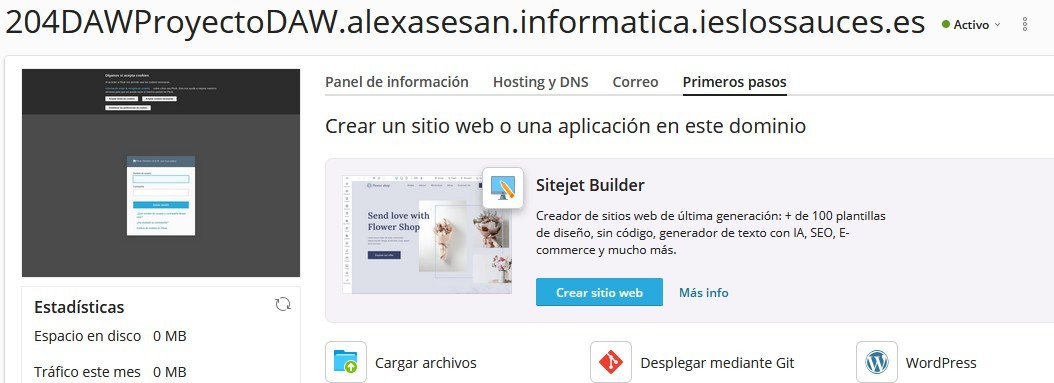 204DAWProyectoDAW.alexasesan.informatica.ieslossauces.es
Activo
Panel de información
Hosting y DNS
Correo
Primeros pasos
Crear un sitio web o una aplicación en este dominio
Send love with
Flower Shop
Sitejet Builder
Creador de sitios web de última generación: + de 100 plantillas
de diseño, sin código, generador de texto con IA, SEO, E-
commerce y mucho más.
Crear sitio web
Más info
Estadísticas
Espacio en disco 0 MB
Tráfico este mes 0 MB
Cargar archivos
Desplegar mediante Git
WordPress